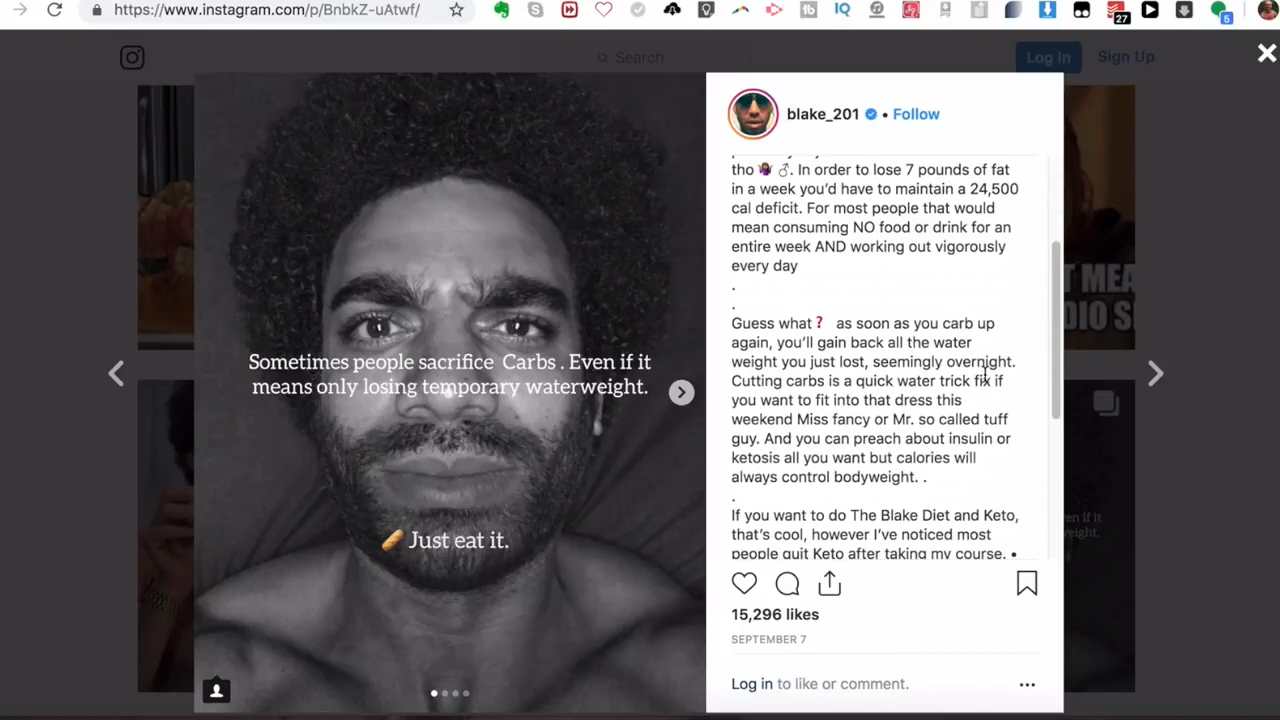 https://www.instagram.com/p/BnbkZ-uAtwf/
IQ
27
5
Search
Log In
Sign Up
blake_201 • Follow
tho 🤷🏾‍♂. In order to lose 7 pounds of fat
in a week you'd have to maintain a 24,500
cal deficit. For most people that would
mean consuming NO food or drink for an
entire week AND working out vigorously
every day
.
.
Guess what❓ as soon as you carb up
again, you'll gain back all the water
weight you just lost, seemingly overnight.
Cutting carbs is a quick water trick fix if
you want to fit into that dress this
weekend Miss fancy or Mr. so called tuff
guy. And you can preach about insulin or
ketosis all you want but calories will
always control bodyweight. .
.
If you want to do The Blake Diet and Keto,
that's cool, however I've noticed most
people quit Keto after taking my course. •
Sometimes people sacrifice Carbs . Even if it
means only losing temporary waterweight.
🥖 Just eat it.
15,296 likes
SEPTEMBER 7
Log in to like or comment.